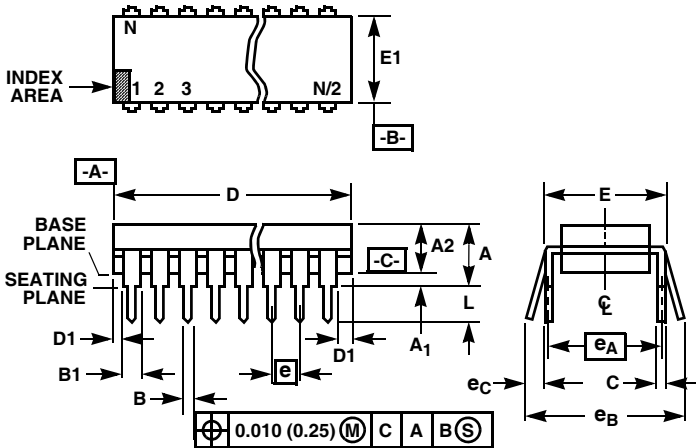 N
E1
INDEX
AREA
1 2 3 N/2
-B-
-A-
D
E
BASE
PLANE
A2
A
-C-
SEATING
PLANE
L
C L
D1
A1
D1
eA
B1
e
eC
C
B
eB
0.010 (0.25) M C A B S